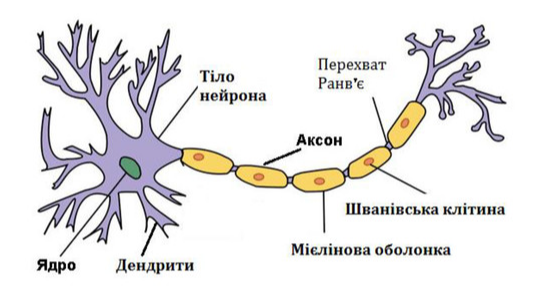 Тіло
нейрона
Перехват
Ранв'є
Аксон
Шванівська клітина
Мієлінова оболонка
Ядро
Дендрити